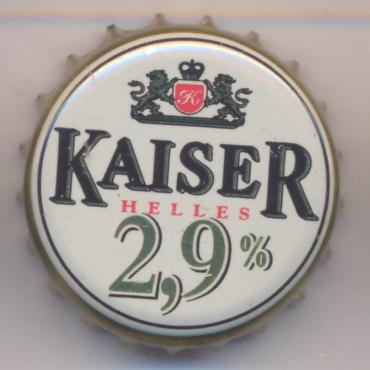 K
KAISER
HELLES
2,9%